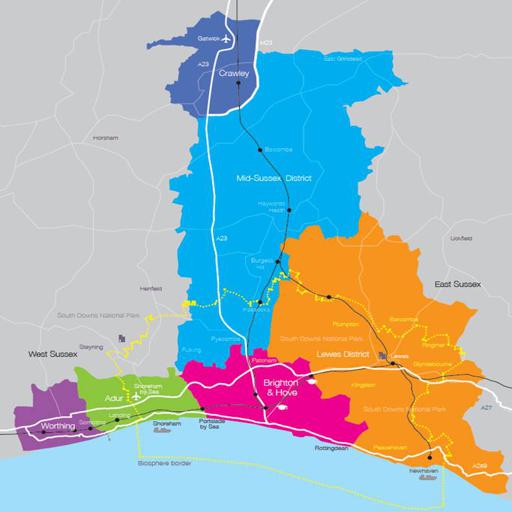 Gatwick
M23
A23
East Grinstead
Crawley
Horsham
Balcombe
Mid-Sussex District
Haywards
Heath
A23
Uckfield
Burgess
Hill
Henfield
East Sussex
Hassocks
South Downs National Park
Plumpton
Barcombe
Steyning
Pyecombe
South Downs National Park
Ringmer
West Sussex
Fulking
Patcham
Lewes District
Lewes
Glyndebourne
Brighton
& Hove
Kingston
Shoreham
by Sea
Adur
A27
South Downs National Park
Lancing
Worthing
Sompting
Shoreham
Portslade
by Sea
Rottingdean
Peacehaven
Biosphere border
Newhaven
A259